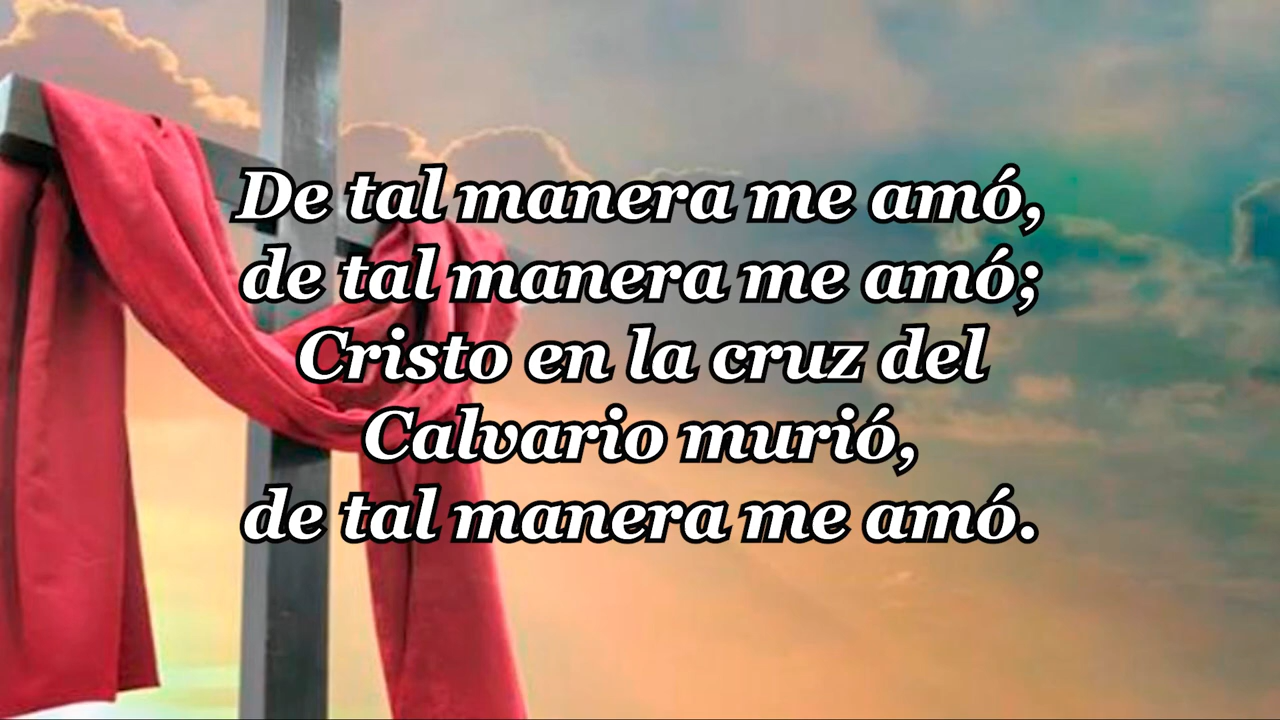 De tal manera me amó,
de tal manera me amó;
Cristo en la cruz del
Calvario murió,
de tal manera me amó.